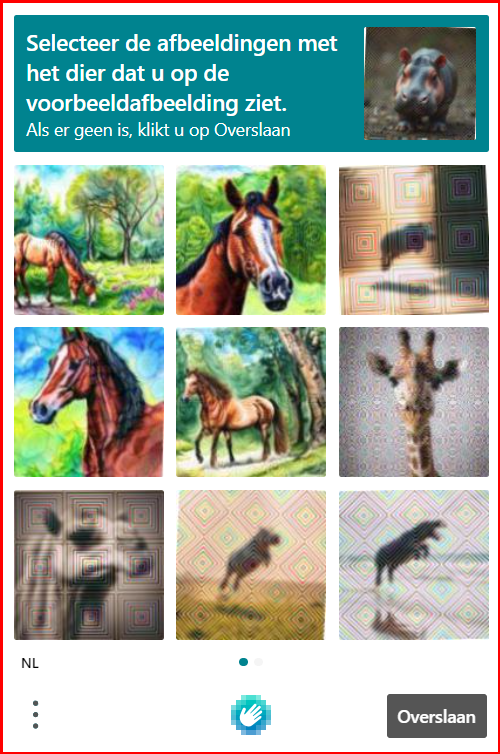 Selecteer de afbeeldingen met
het dier dat u op de
voorbeeldafbeelding ziet.
Als er geen is, klikt u op Overslaan
NL
Overslaan